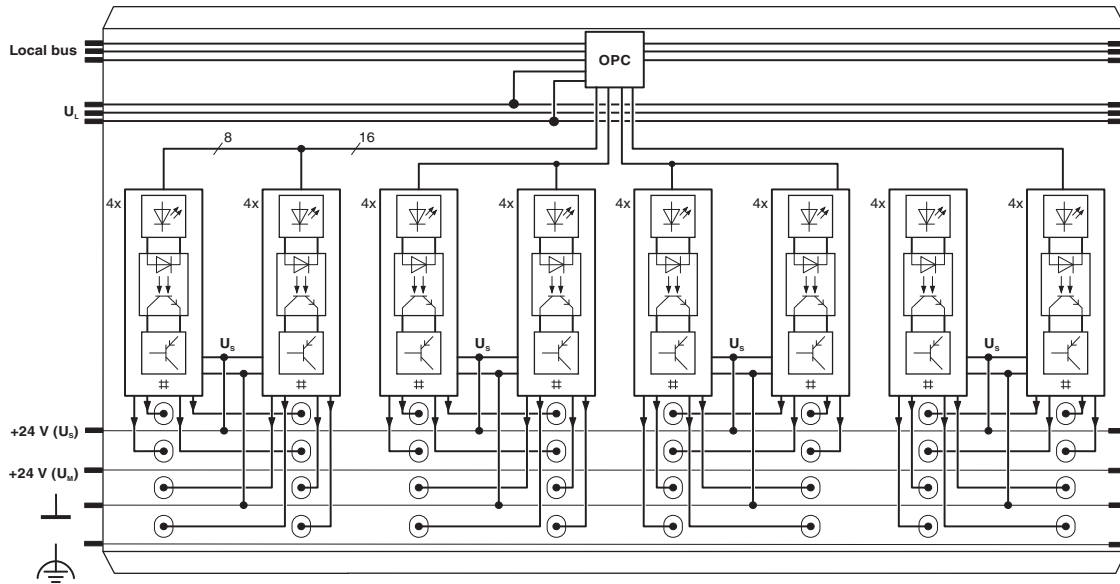 Local bus
OPC
U_L
8
16
4x
4x
4x
4x
4x
4x
4x
4x
U_S
U_S
U_S
U_S
#
#
#
#
#
#
#
#
+24 V (U_S)
+24 V (U_M)